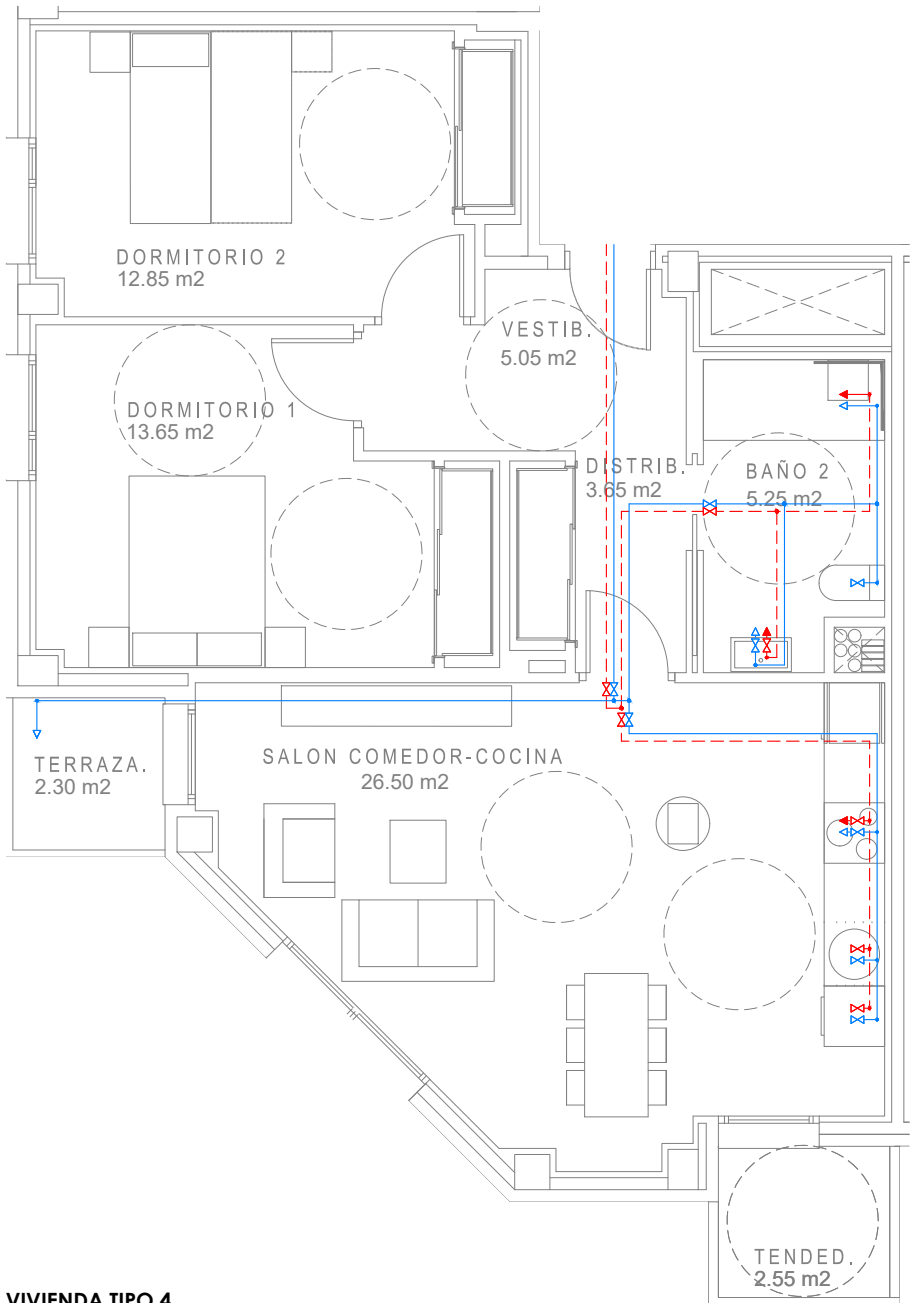 DORMITORIO 2
12.85 m2
VESTIB.
5.05 m2
DORMITORIO 1
13.65 m2
DISTRIB.
3.65 m2
BAÑO 2
5.25 m2
TERRAZA.
2.30 m2
SALON COMEDOR-COCINA
26.50 m2
TENDED.
2.55 m2
VIVIENDA TIPO 4